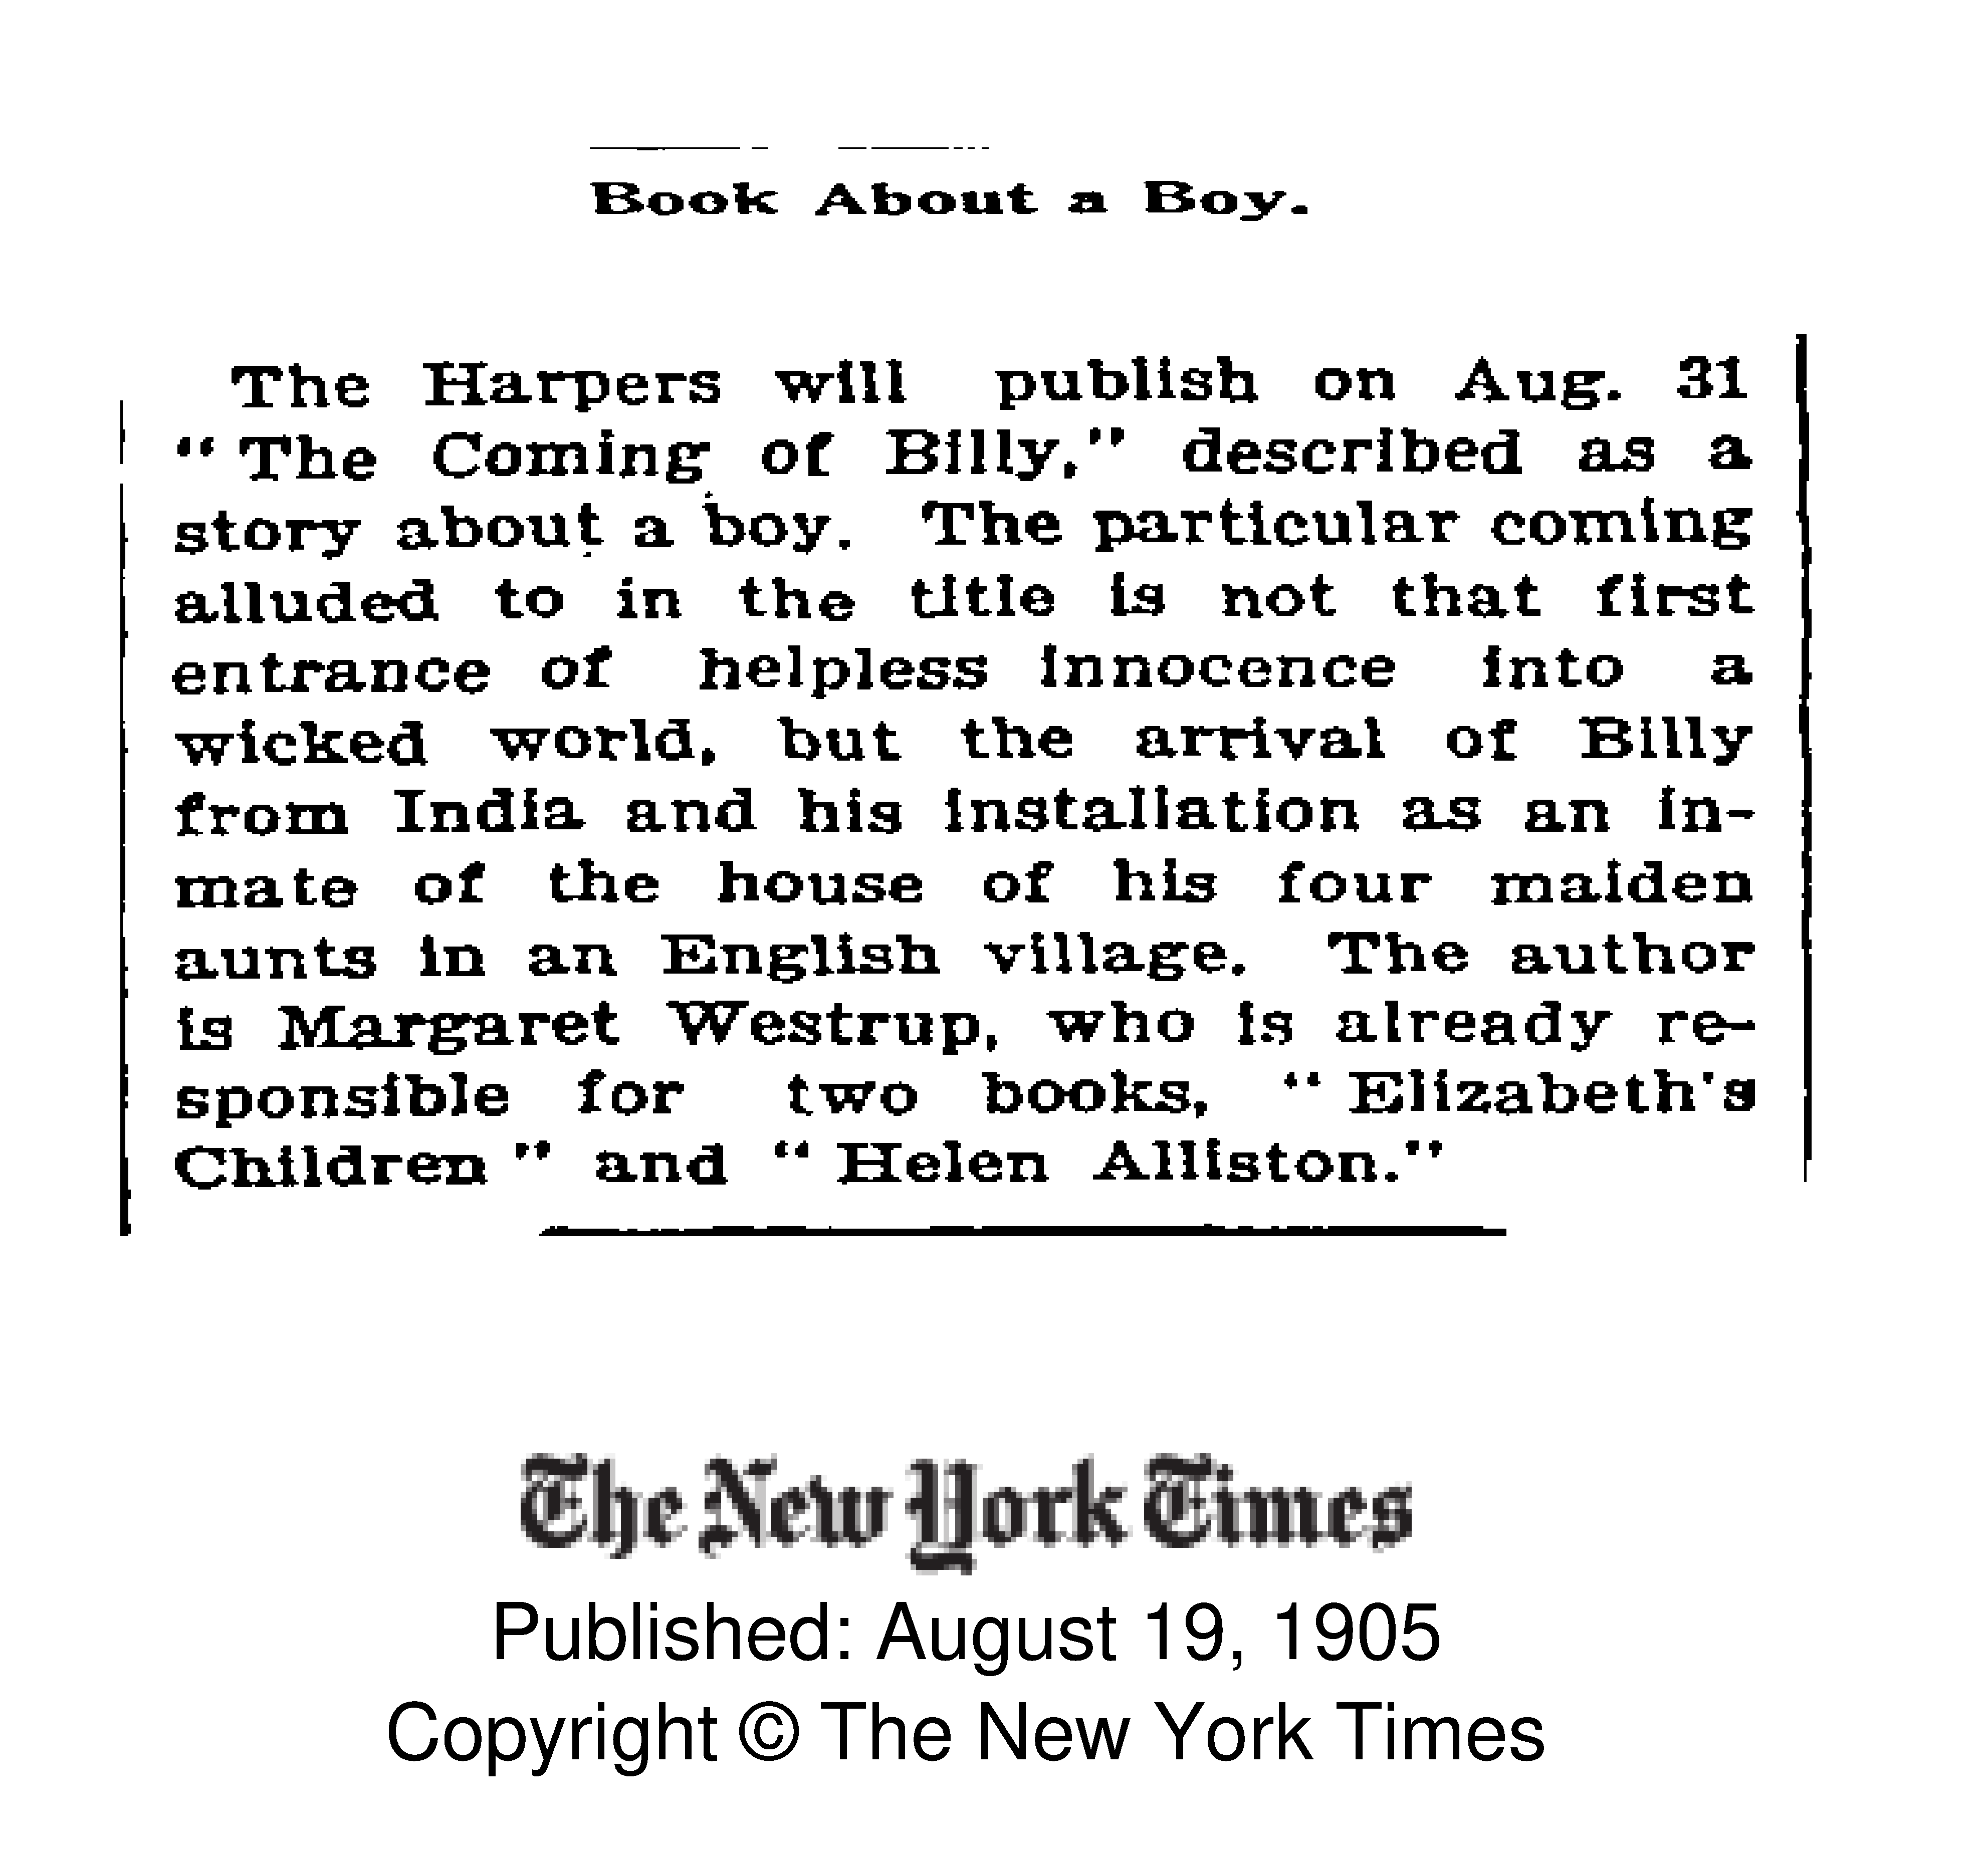 Book About a Boy.
The Harpers will publish on Aug. 31
"The Coming of Billy," described as a
story about a boy. The particular coming
alluded to in the title is not that first
entrance of helpless innocence into a
wicked world, but the arrival of Billy
from India and his installation as an in-
mate of the house of his four maiden
aunts in an English village. The author
is Margaret Westrup, who is already re-
sponsible for two books, "Elizabeth's
Children" and "Helen Alliston."
The New York Times
Published: August 19, 1905
Copyright © The New York Times